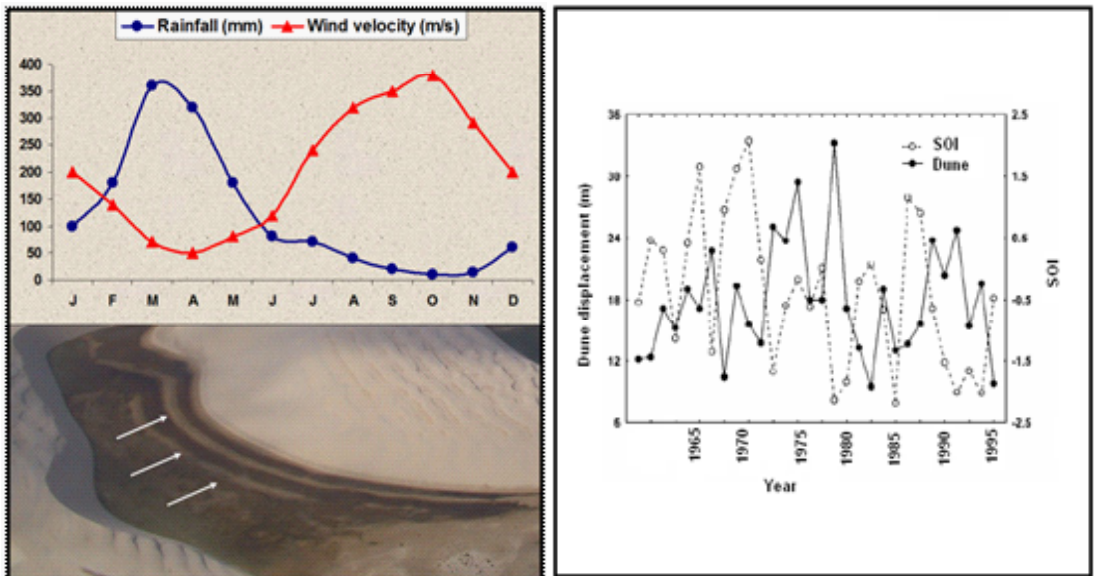 Rainfall (mm) Wind velocity (m/s)
400
350
300
250
200
150
100
50
0
J F M A M J J A S O N D
SOI
Dune
Dune displacement (m)
36
30
24
18
12
6
SOI
2.5
1.5
0.5
-0.5
-1.5
-2.5
1965 1970 1975 1980 1985 1990 1995
Year